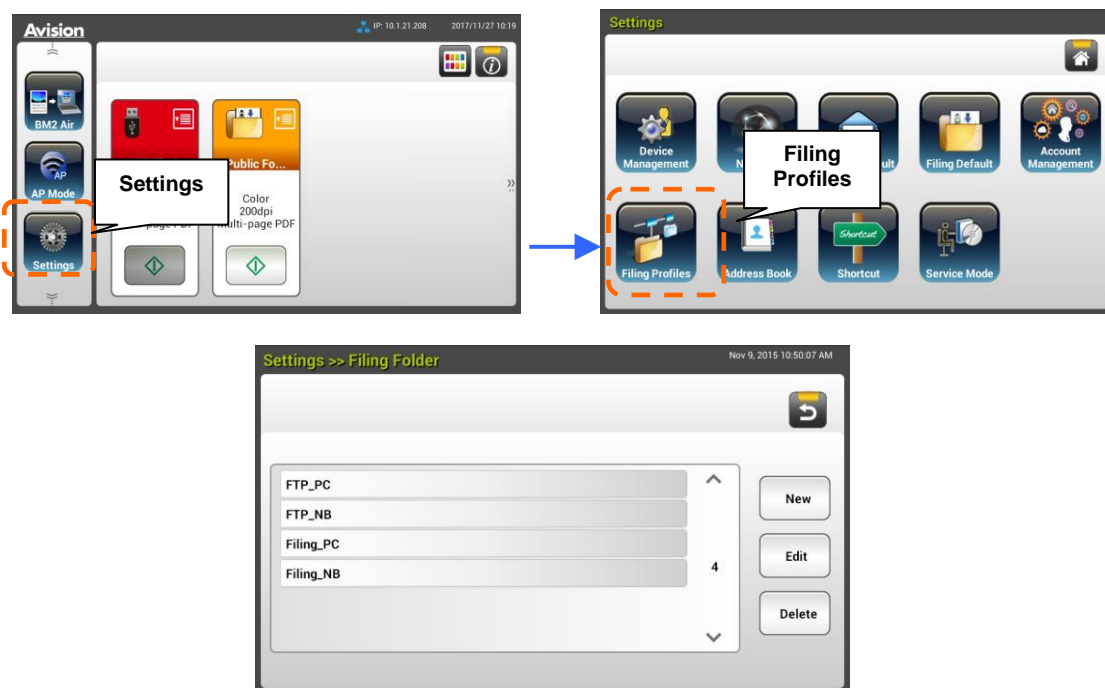 Avision
IP: 10.1.21.208 2017/11/27 10:19
BM2 Air
AP
AP Mode
Settings
Settings
Public Fo...
Color
200dpi
Multi-page PDF
Settings
Device
Management
Filing Default
Account
Management
Filing
Profiles
Filing Profiles
Address Book
Shortcut
Shortcut
Service Mode
Settings >> Filing Folder
Nov 9, 2015 10:50:07 AM
FTP_PC
FTP_NB
Filing_PC
Filing_NB
4
New
Edit
Delete